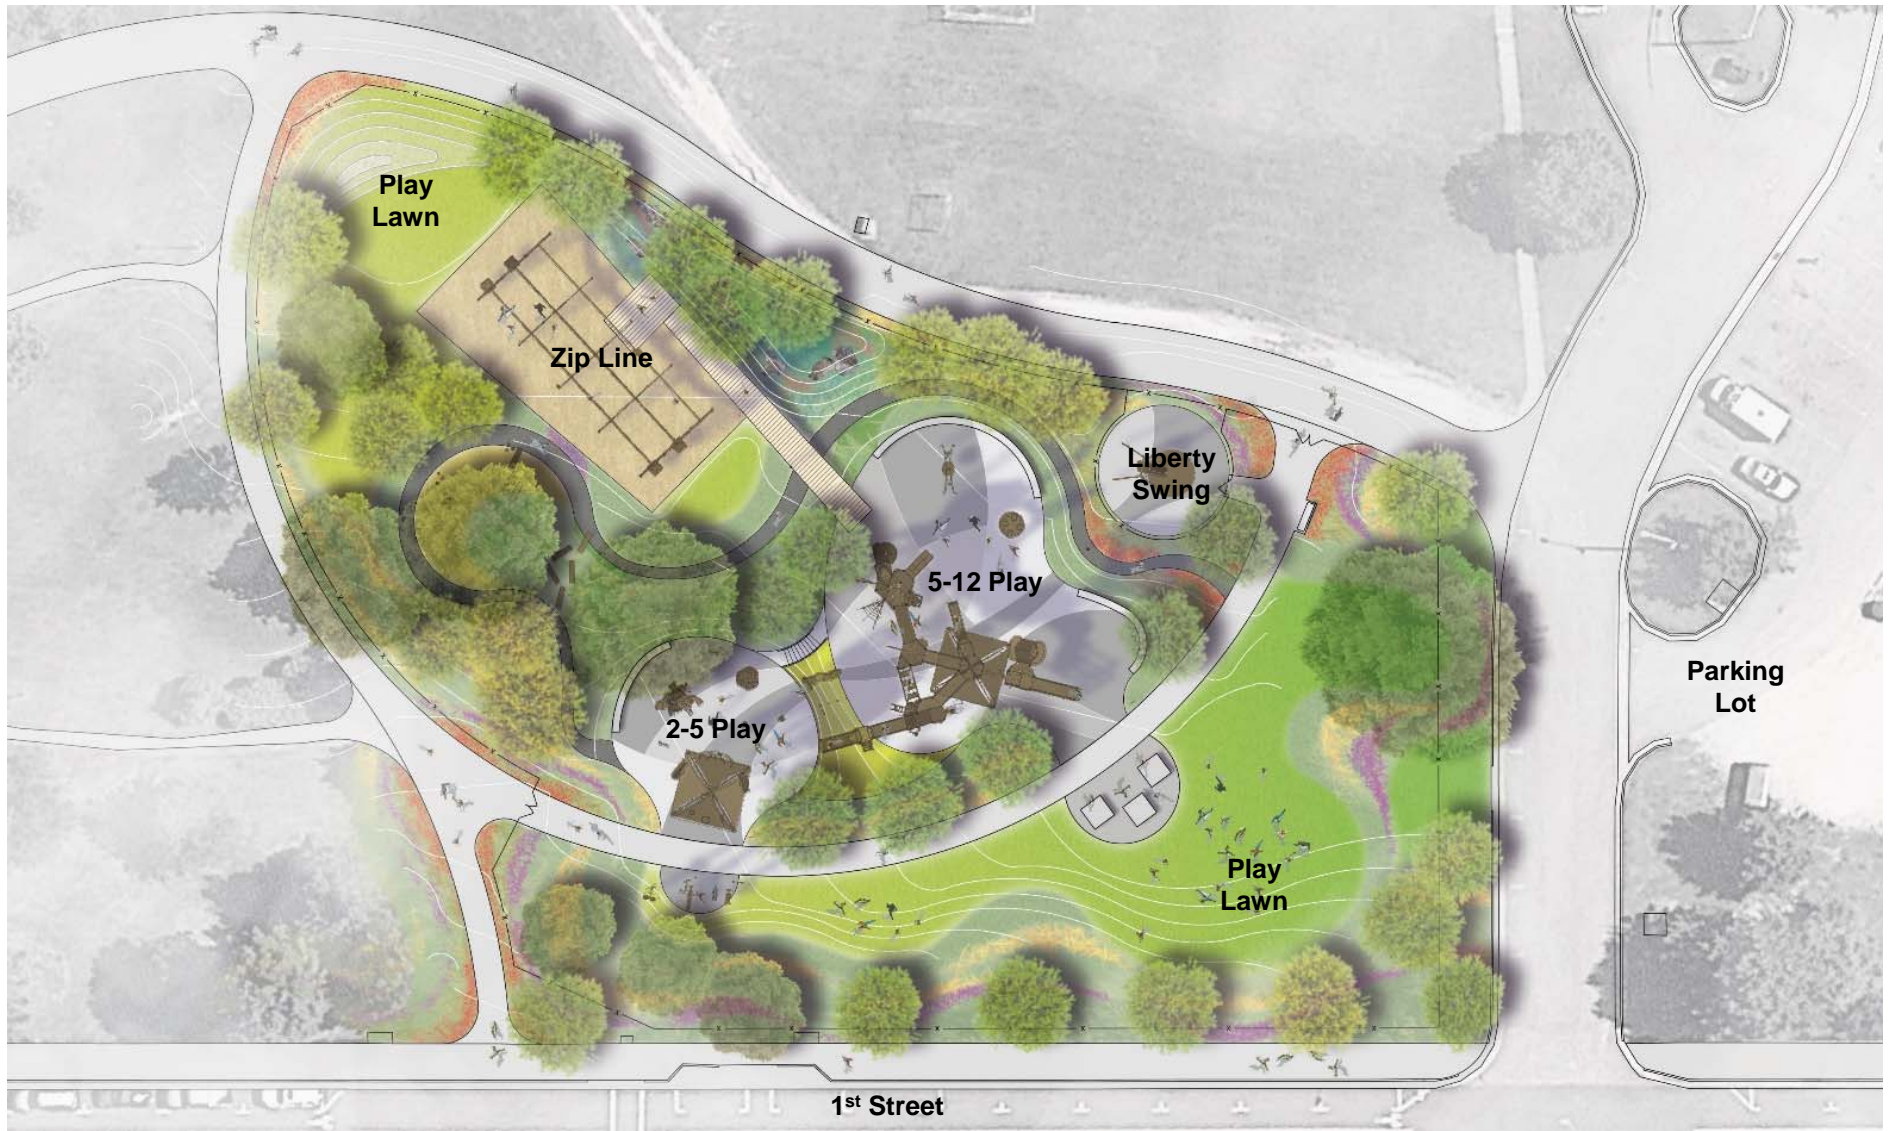 Play
Lawn
Zip Line
Liberty
Swing
5-12 Play
2-5 Play
Parking
Lot
Play
Lawn
1st Street